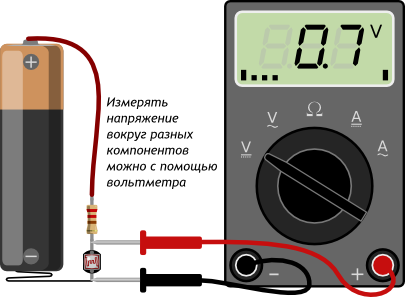 0.7 V
Измерять
напряжение
вокруг разных
компонентов
можно с помощью
вольтметра
Ω
V A
V A
+
−
− +